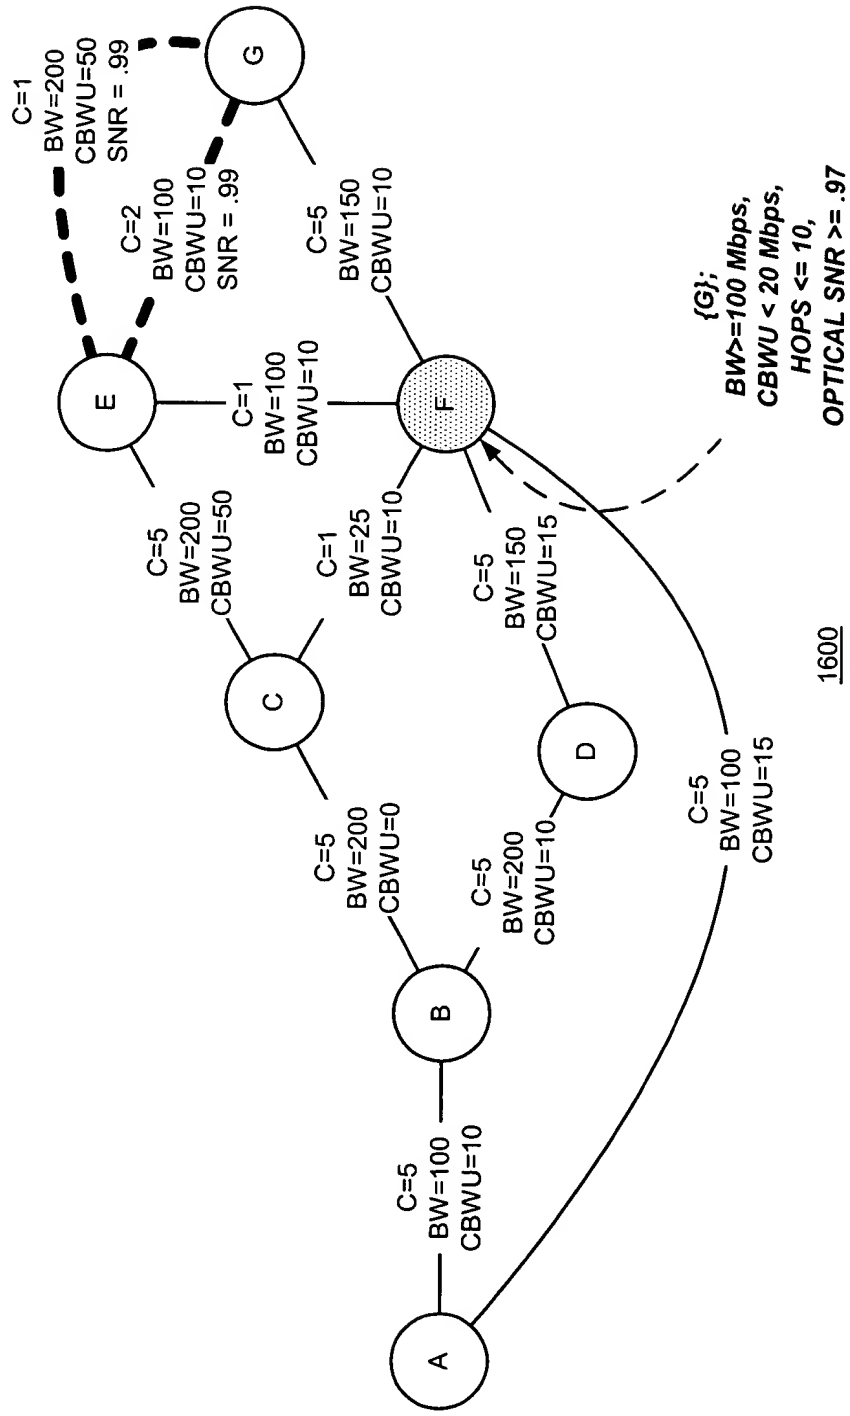 C=1
BW=200
CBWU=50
SNR = .99
G
C=2
BW=100
CBWU=10
SNR = .99
C=5
BW=150
CBWU=10
E
C=1
BW=100
CBWU=10
F
{G};
BW>=100 Mbps,
CBWU < 20 Mbps,
HOPS <= 10,
OPTICAL SNR >= .97
C=5
BW=200
CBWU=50
C=1
BW=25
CBWU=10
C=5
BW=150
CBWU=15
C
D
C=5
BW=200
CBWU=0
C=5
BW=200
CBWU=10
C=5
BW=100
CBWU=15
B
C=5
BW=100
CBWU=10
A
1600